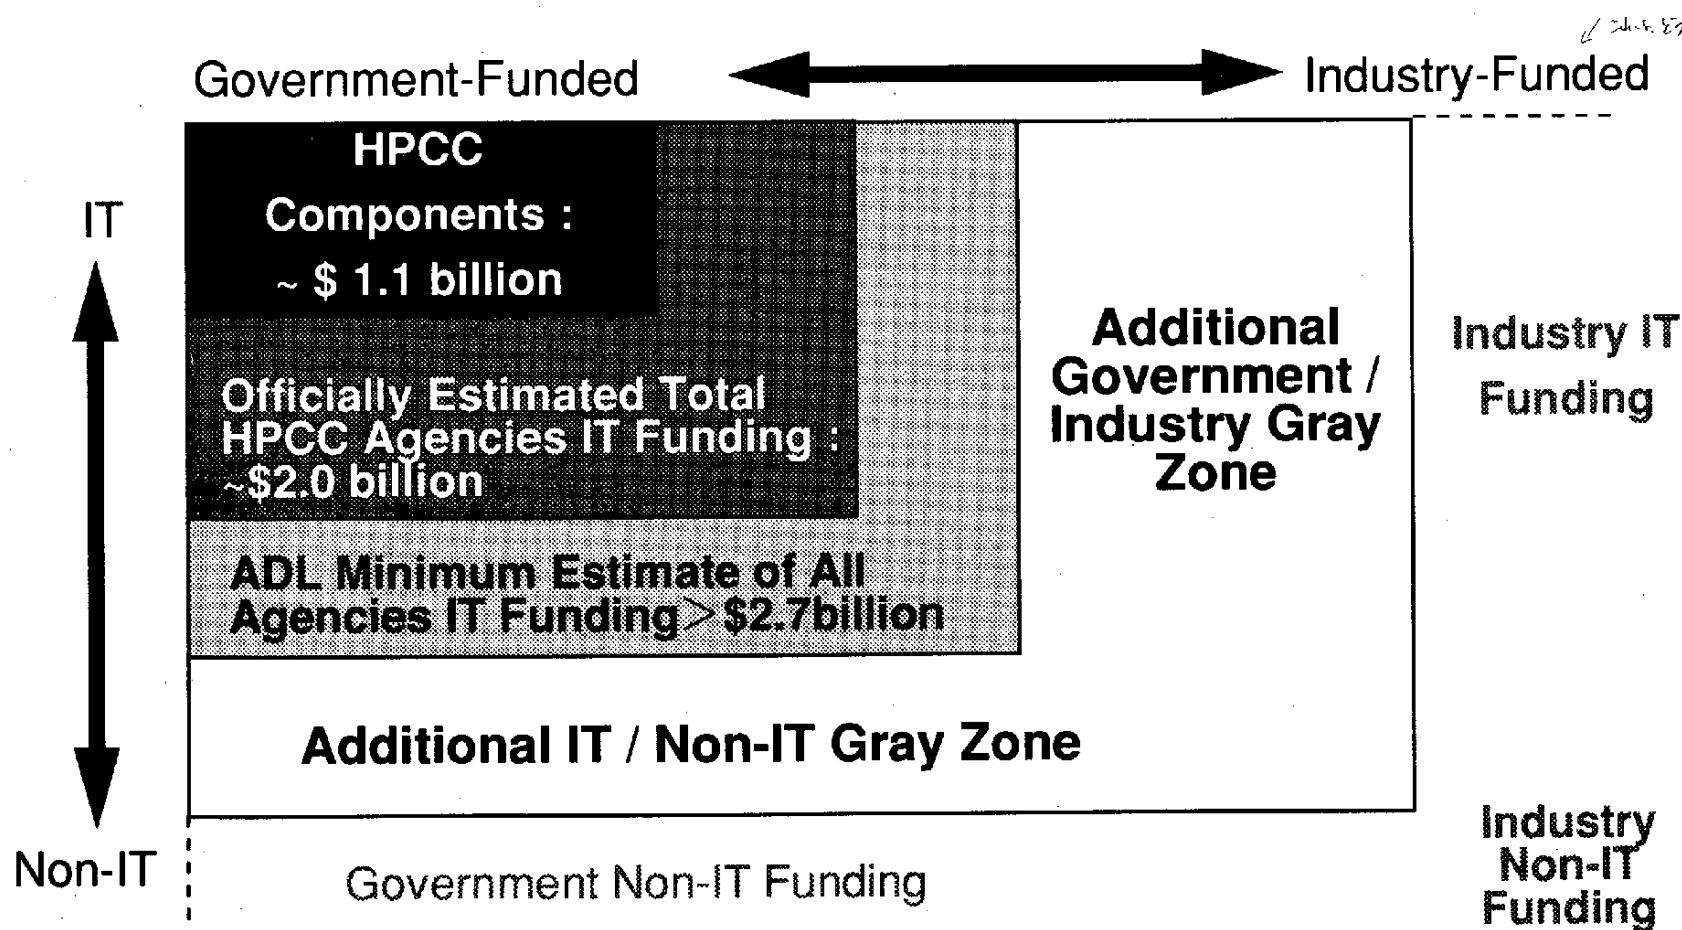 Government-Funded
Industry-Funded
HPCC
Components :
~ $ 1.1 billion
IT
Officially Estimated Total
HPCC Agencies IT Funding :
~$2.0 billion
Additional
Government /
Industry Gray
Zone
Industry IT
Funding
ADL Minimum Estimate of All
Agencies IT Funding > $2.7billion
Additional IT / Non-IT Gray Zone
Non-IT
Government Non-IT Funding
Industry
Non-IT
Funding